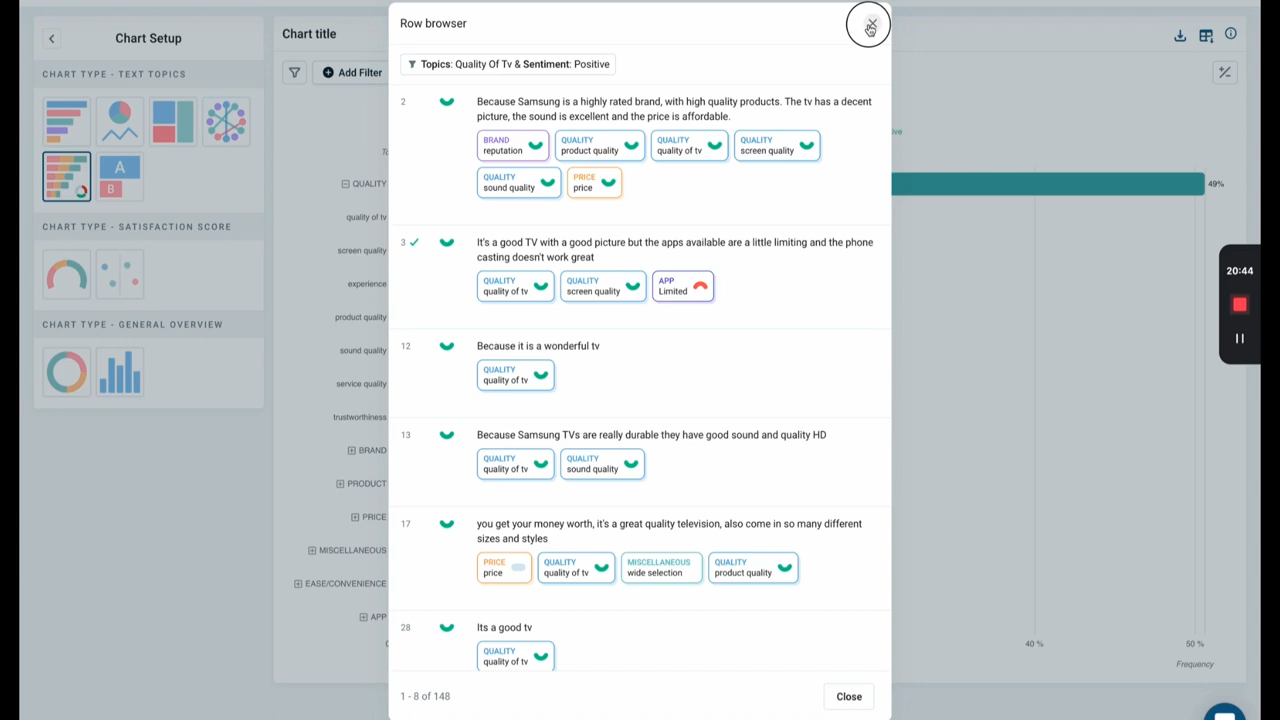 Chart Setup
CHART TYPE - TEXT TOPICS
A
B
CHART TYPE - SATISFACTION SCORE
CHART TYPE - GENERAL OVERVIEW
Chart title
Add Filter
QUALITY
quality of tv
screen quality
experience
product quality
sound quality
service quality
trustworthiness
BRAND
PRODUCT
PRICE
MISCELLANEOUS
EASE/CONVENIENCE
APP
Row browser
Topics: Quality Of Tv & Sentiment: Positive
2
Because Samsung is a highly rated brand, with high quality products. The tv has a decent
picture, the sound is excellent and the price is affordable.
BRAND
reputation
QUALITY
product quality
QUALITY
quality of tv
QUALITY
screen quality
QUALITY
sound quality
PRICE
price
3
It's a good TV with a good picture but the apps available are a little limiting and the phone
casting doesn't work great
QUALITY
quality of tv
QUALITY
screen quality
APP
Limited
12
Because it is a wonderful tv
QUALITY
quality of tv
13
Because Samsung TVs are really durable they have good sound and quality HD
QUALITY
quality of tv
QUALITY
sound quality
17
you get your money worth, it's a great quality television, also come in so many different
sizes and styles
PRICE
price
QUALITY
quality of tv
MISCELLANEOUS
wide selection
QUALITY
product quality
28
Its a good tv
QUALITY
quality of tv
1 - 8 of 148
Close
49%
40 %
50 %
Frequency
20:44